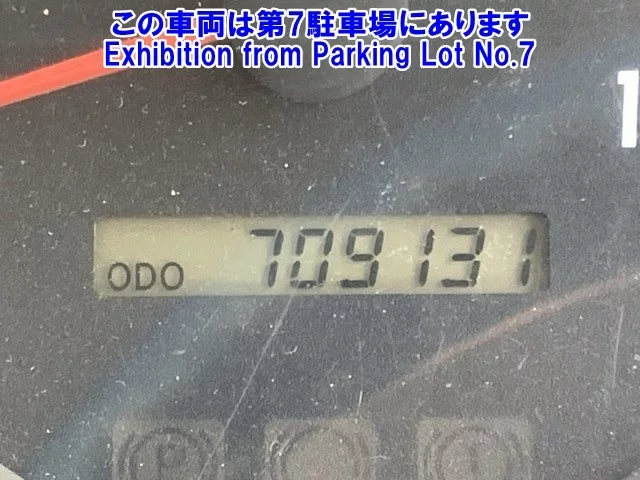 この車両は第7駐車場にあります
Exhibition from Parking Lot No.7
1
ODO 709131
P